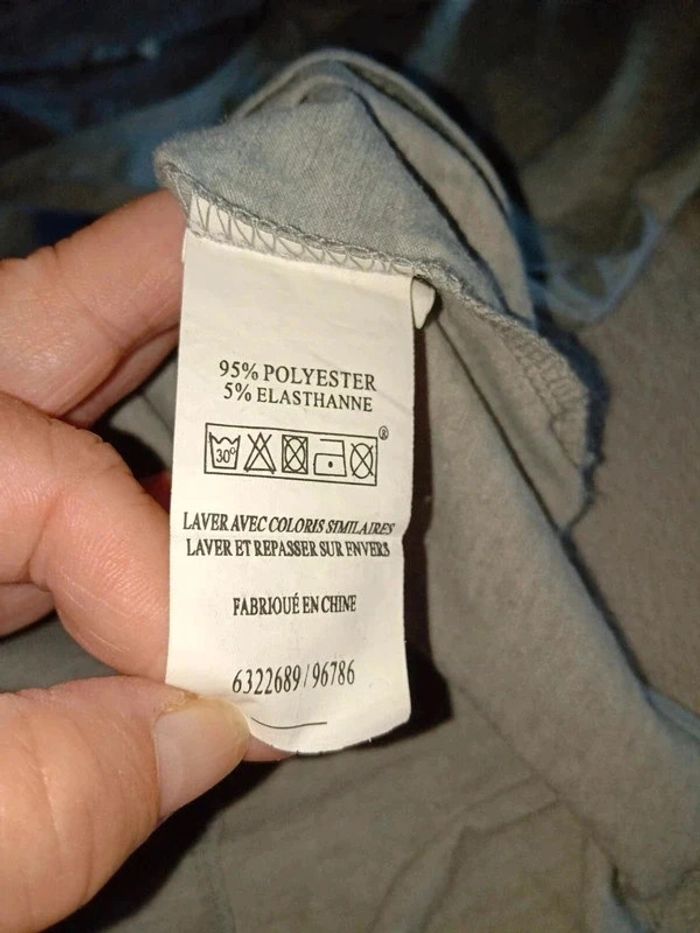 95% POLYESTER
5% ELASTHANNE
30°
®
LAVER AVEC COLORIS SIMILAIRES
LAVER ET REPASSER SUR ENVERS
FABRIQUÉ EN CHINE
6322689/96786